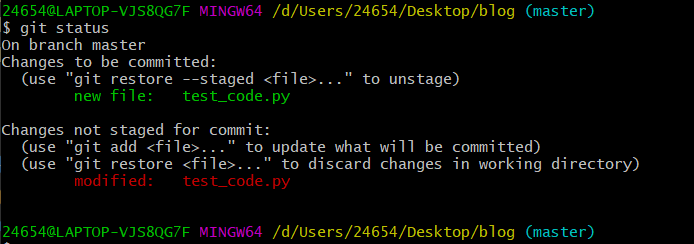 24654@LAPTOP-VJS8QG7F MINGW64 /d/Users/24654/Desktop/blog (master)
$ git status
On branch master
Changes to be committed:
  (use "git restore --staged <file>..." to unstage)
        new file:   test_code.py

Changes not staged for commit:
  (use "git add <file>..." to update what will be committed)
  (use "git restore <file>..." to discard changes in working directory)
        modified:   test_code.py


24654@LAPTOP-VJS8QG7F MINGW64 /d/Users/24654/Desktop/blog (master)